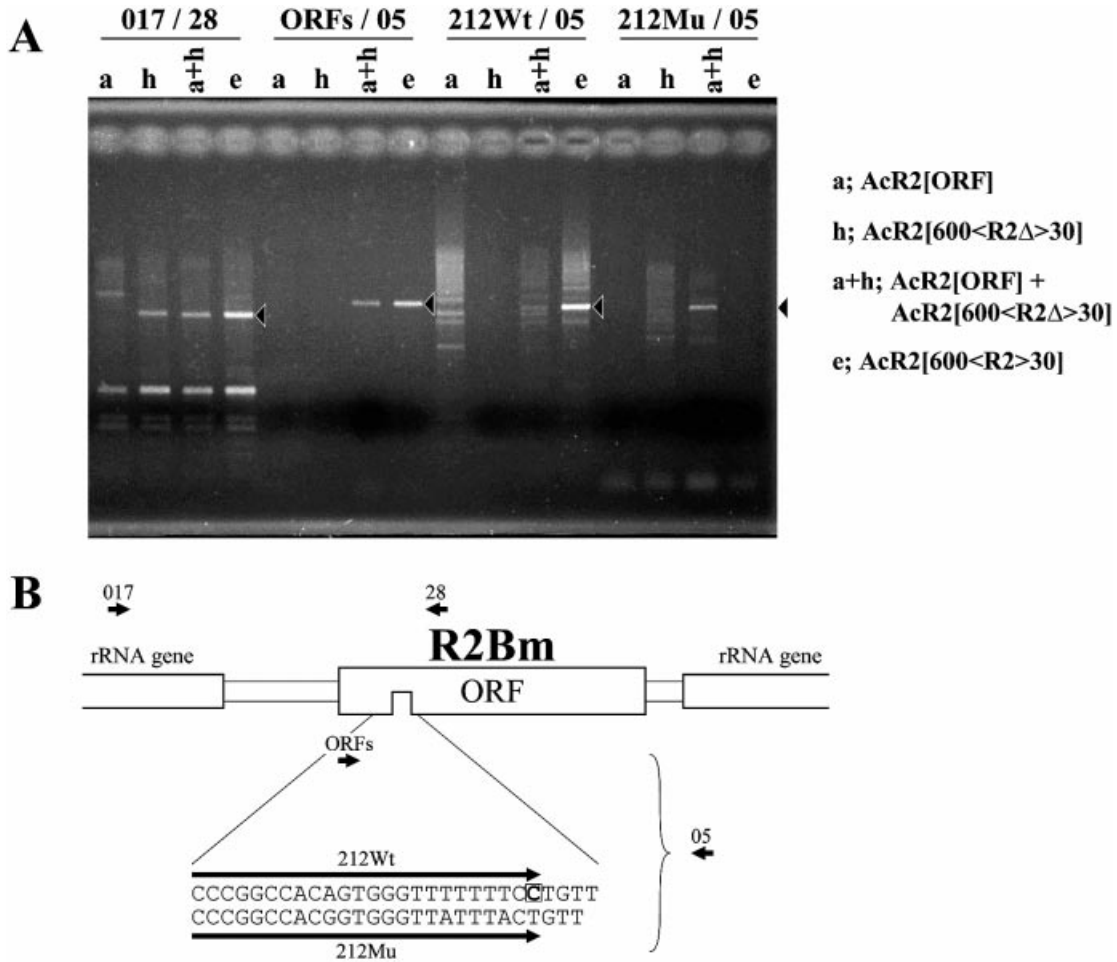 A
017 / 28 ORFs / 05 212Wt / 05 212Mu / 05
a h a+h e a h a+h e a h a+h e a h a+h e
a; AcR2[ORF]
h; AcR2[600<R2Δ>30]
a+h; AcR2[ORF] +
AcR2[600<R2Δ>30]
e; AcR2[600<R2>30]
B
017 28
R2Bm
rRNA gene rRNA gene
ORF
ORFs
05
212Wt
CCCGGCCACAGTGGGTTTTTTTCCTGTT
CCCGGCCACGGTGGGTTATTTACTGTT
212Mu